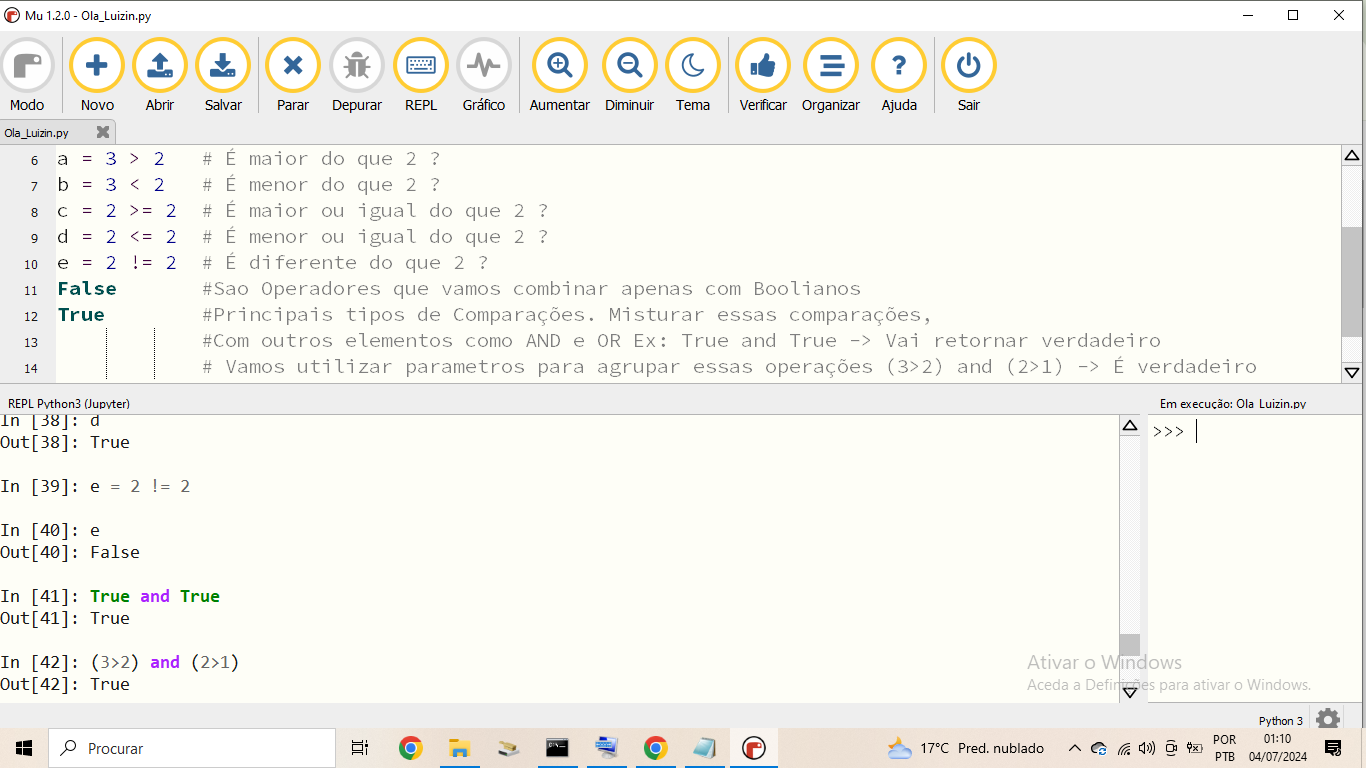 Mu 1.2.0 - Ola_Luizin.py
Modo Novo Abrir Salvar Parar Depurar REPL Gráfico Aumentar Diminuir Tema Verificar Organizar Ajuda Sair
Ola_Luizin.py
6 a = 3 > 2 # É maior do que 2 ?
7 b = 3 < 2 # É menor do que 2 ?
8 c = 2 >= 2 # É maior ou igual do que 2 ?
9 d = 2 <= 2 # É menor ou igual do que 2 ?
10 e = 2 != 2 # É diferente do que 2 ?
11 False #Sao Operadores que vamos combinar apenas com Boolianos
12 True #Principais tipos de Comparações. Misturar essas comparações,
13 #Com outros elementos como AND e OR Ex: True and True -> Vai retornar verdadeiro
14 # Vamos utilizar parametros para agrupar essas operações (3>2) and (2>1) -> É verdadeiro
REPL Python3 (Jupyter)
In [38]: d
Out[38]: True
In [39]: e = 2 != 2
In [40]: e
Out[40]: False
In [41]: True and True
Out[41]: True
In [42]: (3>2) and (2>1)
Out[42]: True
Em execução: Ola_Luizin.py
>>>
Ativar o Windows
Aceda a Definições para ativar o Windows.
Python 3
Procurar
17°C Pred. nublado
POR
PTB
01:10
04/07/2024